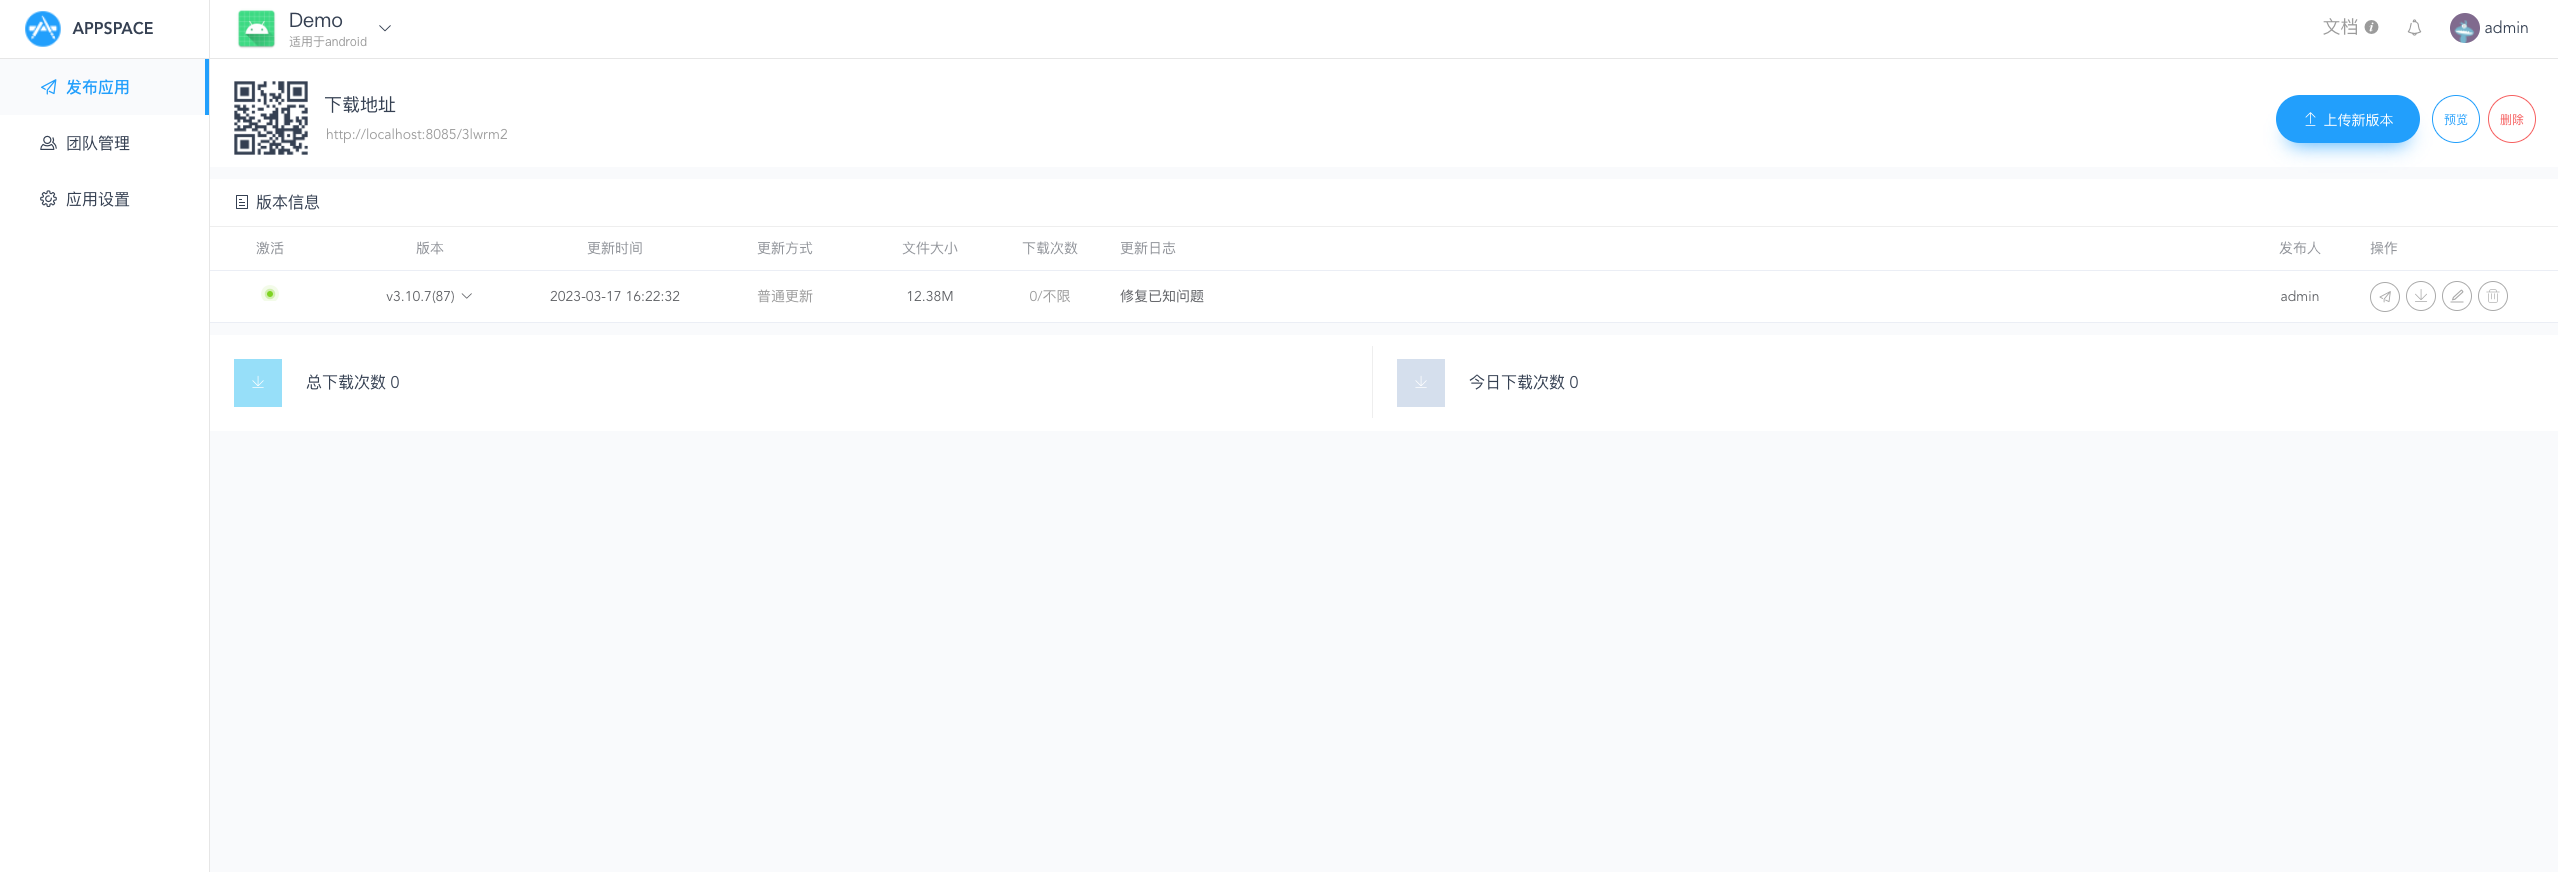 APPSPACE
Demo
适用于android
文档
admin
发布应用
团队管理
应用设置
下载地址
http://localhost:8085/3lwrm2
上传新版本
预览
删除
版本信息
激活 版本 更新时间 更新方式 文件大小 下载次数 更新日志 发布人 操作
v3.10.7(87) 2023-03-17 16:22:32 普通更新 12.38M 0/不限 修复已知问题 admin
总下载次数 0
今日下载次数 0